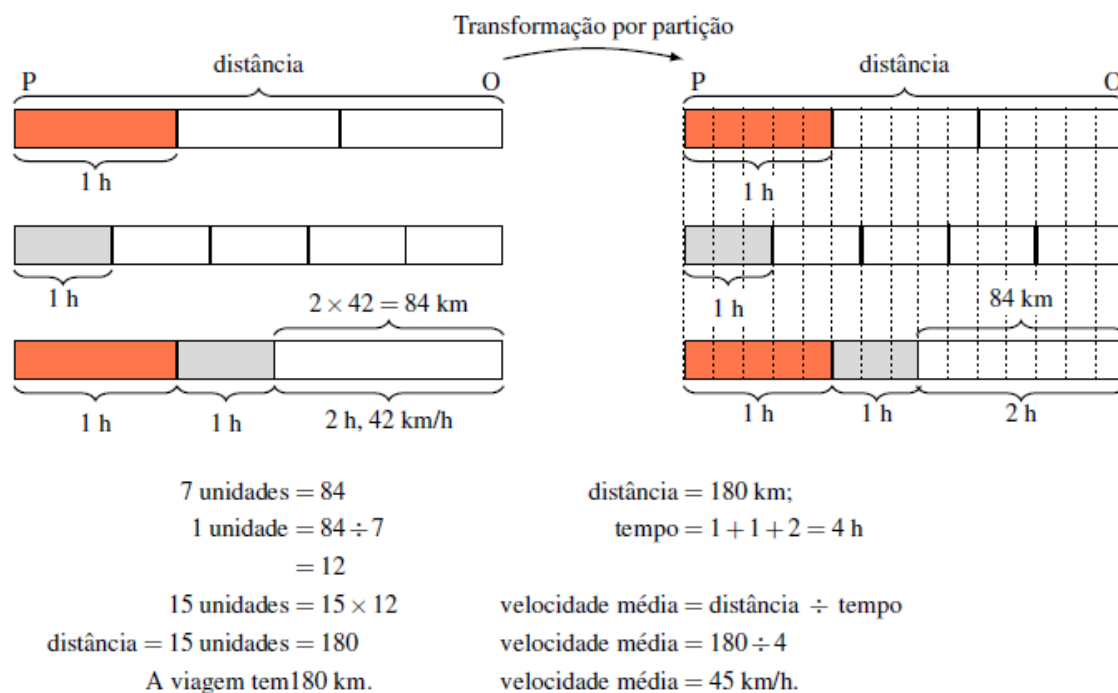 Transformação por partição
P distância O
1 h
1 h
2 × 42 = 84 km
1 h 1 h 2 h, 42 km/h
P distância O
1 h
1 h
84 km
1 h 1 h 2 h
7 unidades = 84
1 unidade = 84 ÷ 7
= 12
15 unidades = 15 × 12
distância = 15 unidades = 180
A viagem tem180 km.
distância = 180 km;
tempo = 1 + 1 + 2 = 4 h
velocidade média = distância ÷ tempo
velocidade média = 180 ÷ 4
velocidade média = 45 km/h.